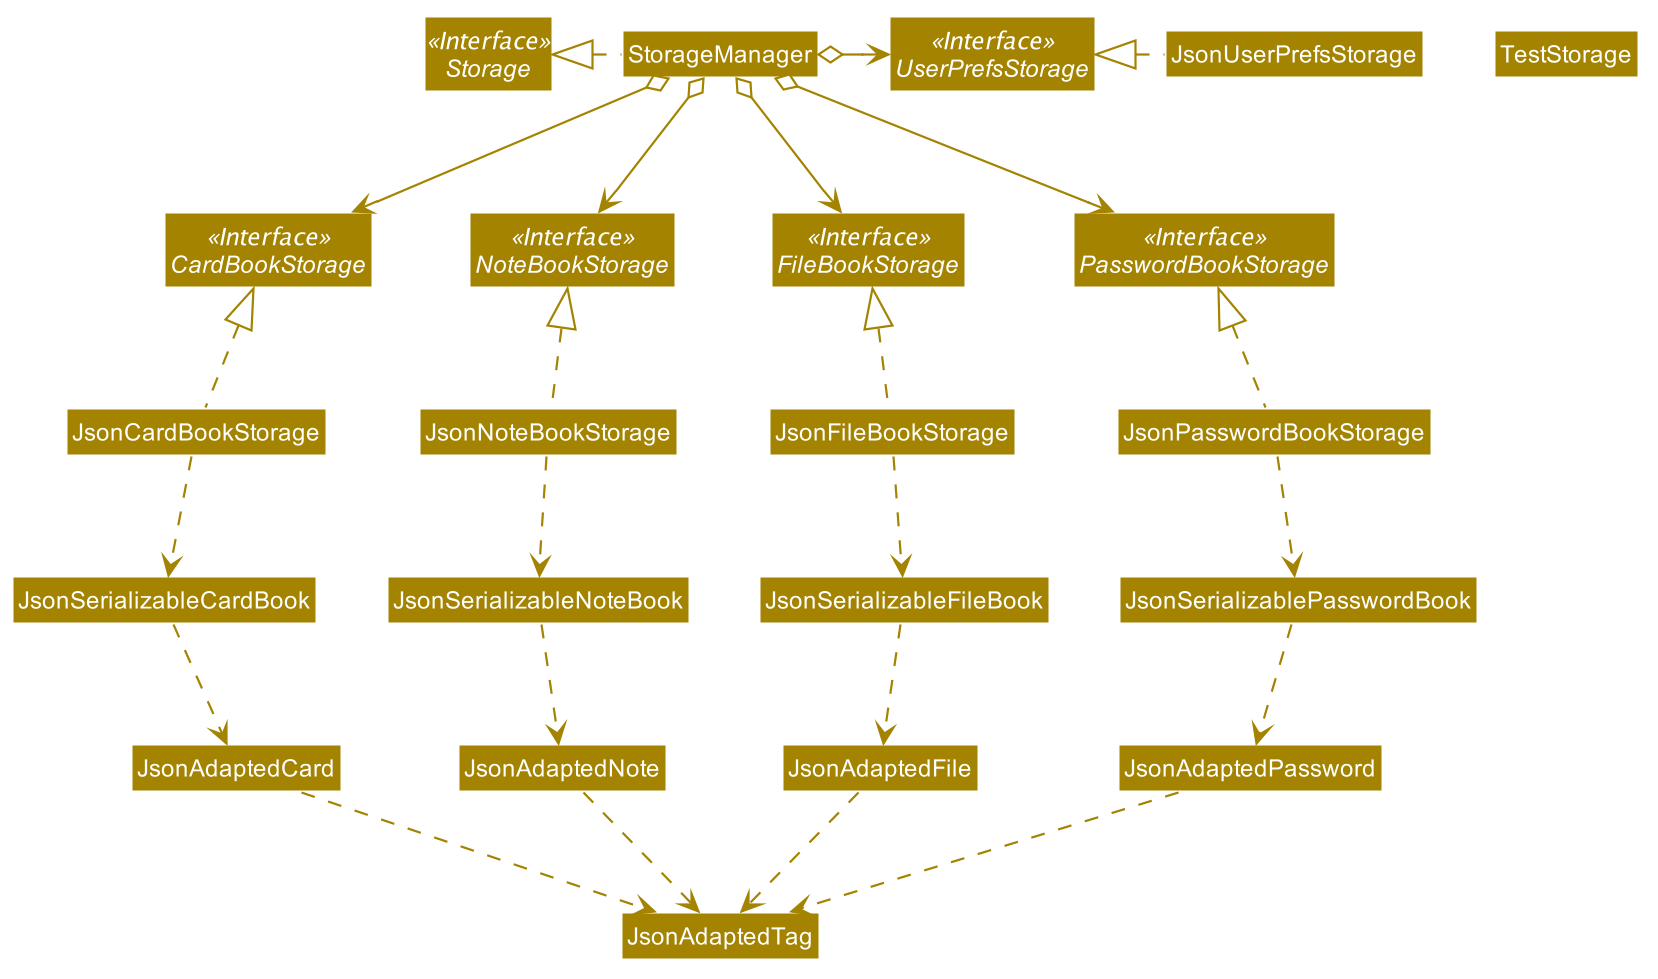 «Interface»
Storage
StorageManager
«Interface»
UserPrefsStorage
JsonUserPrefsStorage
TestStorage
«Interface»
CardBookStorage
«Interface»
NoteBookStorage
«Interface»
FileBookStorage
«Interface»
PasswordBookStorage
JsonCardBookStorage
JsonNoteBookStorage
JsonFileBookStorage
JsonPasswordBookStorage
JsonSerializableCardBook
JsonSerializableNoteBook
JsonSerializableFileBook
JsonSerializablePasswordBook
JsonAdaptedCard
JsonAdaptedNote
JsonAdaptedFile
JsonAdaptedPassword
JsonAdaptedTag